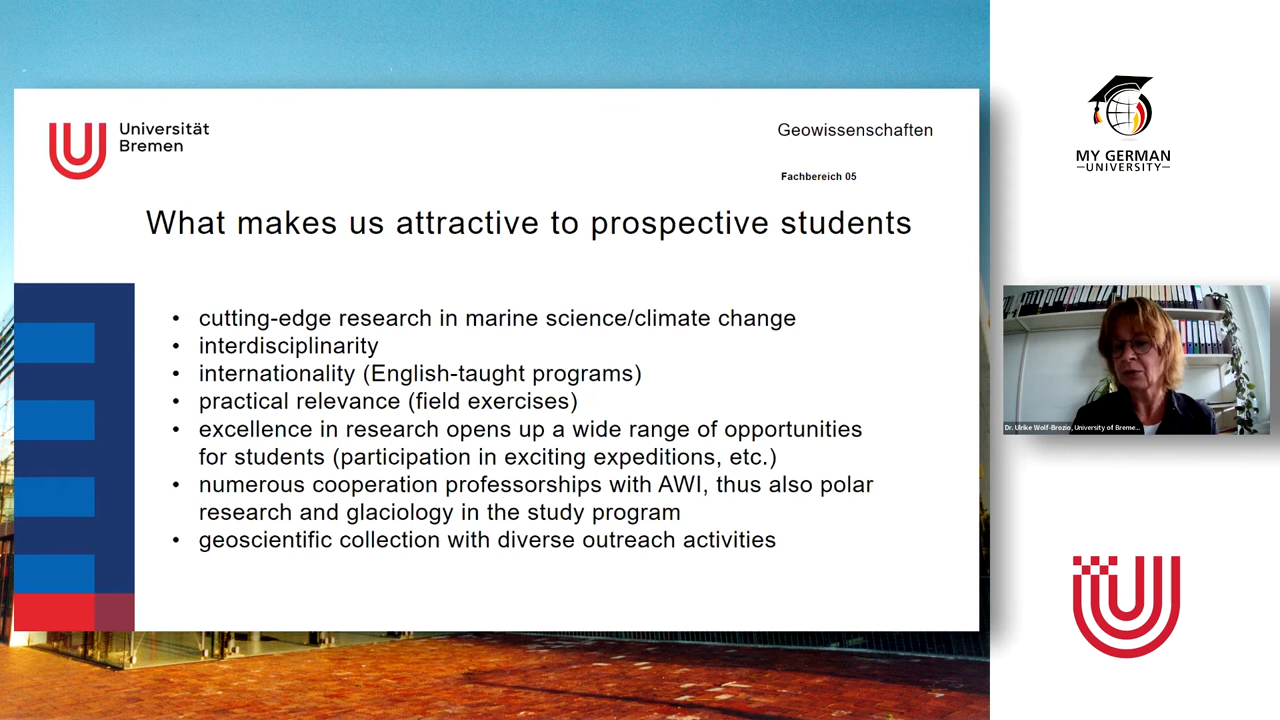 Universität
Bremen
Geowissenschaften
Fachbereich 05
What makes us attractive to prospective students
• cutting-edge research in marine science/climate change
• interdisciplinarity
• internationality (English-taught programs)
• practical relevance (field exercises)
• excellence in research opens up a wide range of opportunities
for students (participation in exciting expeditions, etc.)
• numerous cooperation professorships with AWI, thus also polar
research and glaciology in the study program
• geoscientific collection with diverse outreach activities
MY GERMAN
UNIVERSITY
Dr. Ulrike Wolf-Brozio, University of Breme...